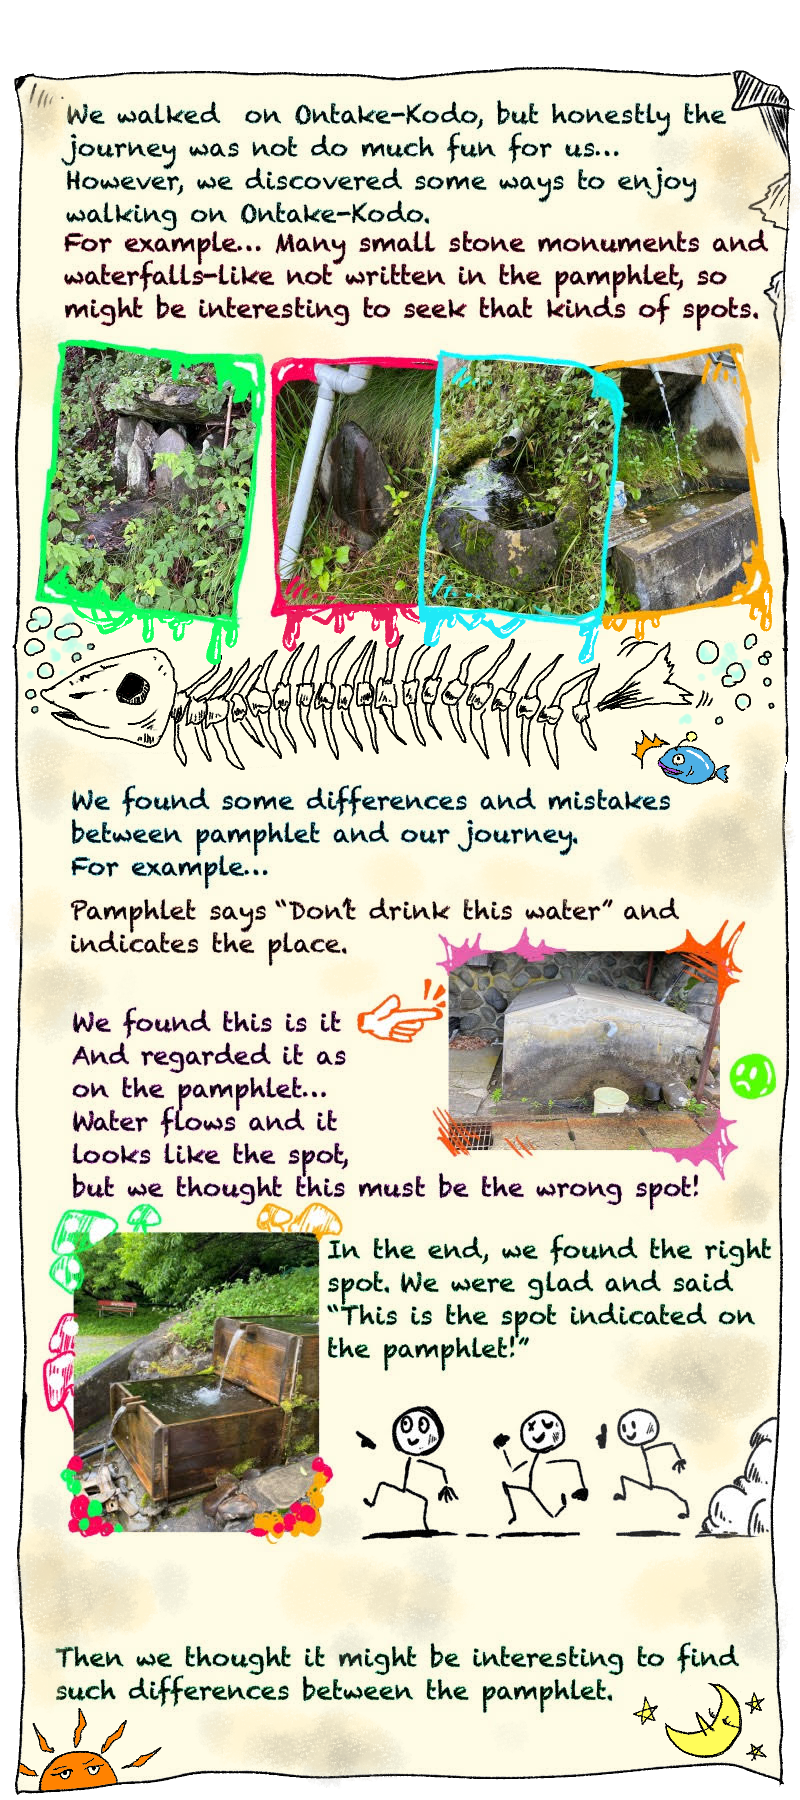 We walked on Ontake-Kodo, but honestly the
journey was not do much fun for us...
However, we discovered some ways to enjoy
walking on Ontake-Kodo.
For example... Many small stone monuments and
waterfalls-like not written in the pamphlet, so
might be interesting to seek that kinds of spots.
We found some differences and mistakes
between pamphlet and our journey.
For example...
Pamphlet says “Don't drink this water” and
indicates the place.
We found this is it
And regarded it as
on the pamphlet...
Water flows and it
looks like the spot,
but we thought this must be the wrong spot!
In the end, we found the right
spot. We were glad and said
“This is the spot indicated on
the pamphlet!”
Then we thought it might be interesting to find
such differences between the pamphlet.